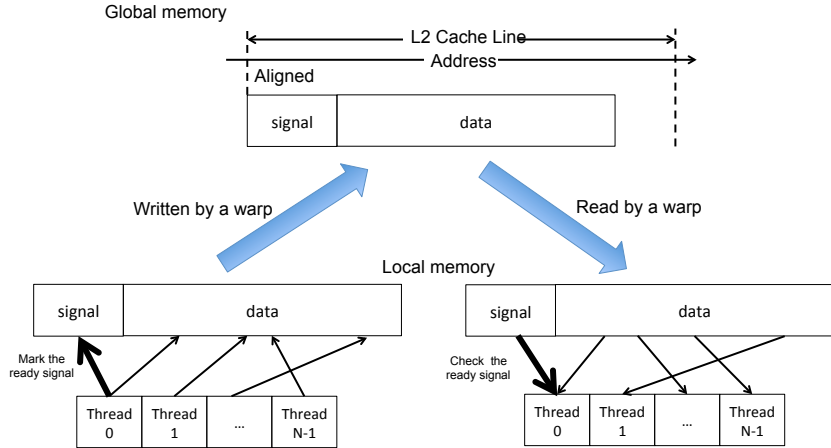 Global memory
L2 Cache Line
Address
Aligned
signal
data
Written by a warp
Read by a warp
Local memory
signal
data
signal
data
Mark the
ready signal
Check the
ready signal
Thread
0
Thread
1
...
Thread
N-1
Thread
0
Thread
1
...
Thread
N-1